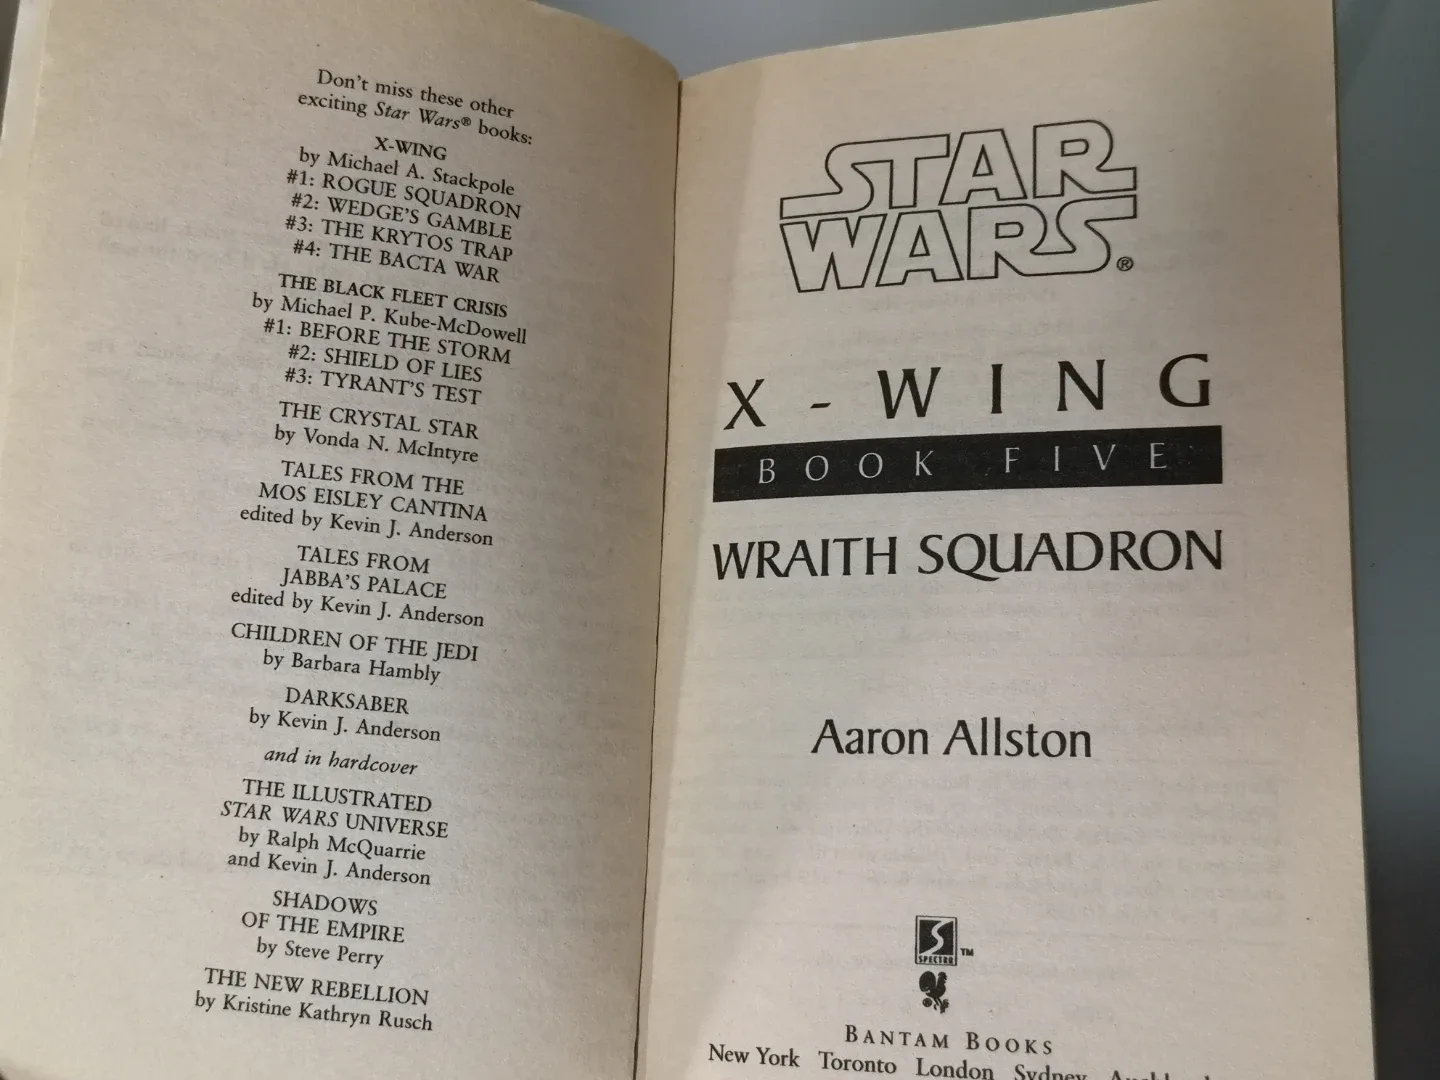 Don't miss these other
exciting Star Wars® books:
X-WING
by Michael A. Stackpole
#1: ROGUE SQUADRON
#2: WEDGE'S GAMBLE
#3: THE KRYTOS TRAP
#4: THE BACTA WAR
THE BLACK FLEET CRISIS
by Michael P. Kube-McDowell
#1: BEFORE THE STORM
#2: SHIELD OF LIES
#3: TYRANT'S TEST
THE CRYSTAL STAR
by Vonda N. McIntyre
TALES FROM THE
MOS EISLEY CANTINA
edited by Kevin J. Anderson
TALES FROM
JABBA'S PALACE
edited by Kevin J. Anderson
CHILDREN OF THE JEDI
by Barbara Hambly
DARKSABER
by Kevin J. Anderson
and in hardcover
THE ILLUSTRATED
STAR WARS UNIVERSE
by Ralph McQuarrie
and Kevin J. Anderson
SHADOWS
OF THE EMPIRE
by Steve Perry
THE NEW REBELLION
by Kristine Kathryn Rusch
STAR
WARS®
X-WING
BOOK FIVE
WRAITH SQUADRON
Aaron Allston
SPECTRA™
BANTAM BOOKS
New York Toronto London Sydney